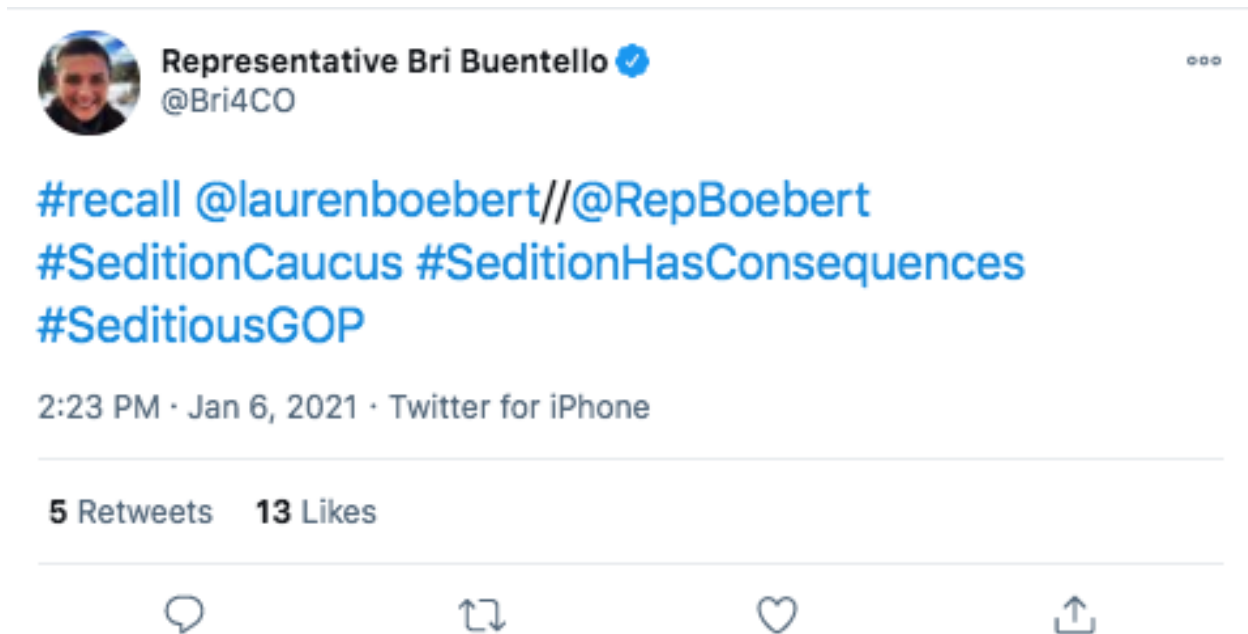 Representative Bri Buentello
@Bri4CO
#recall @laurenboebert//@RepBoebert
#SeditionCaucus #SeditionHasConsequences
#SeditiousGOP
2:23 PM · Jan 6, 2021 · Twitter for iPhone
5 Retweets 13 Likes